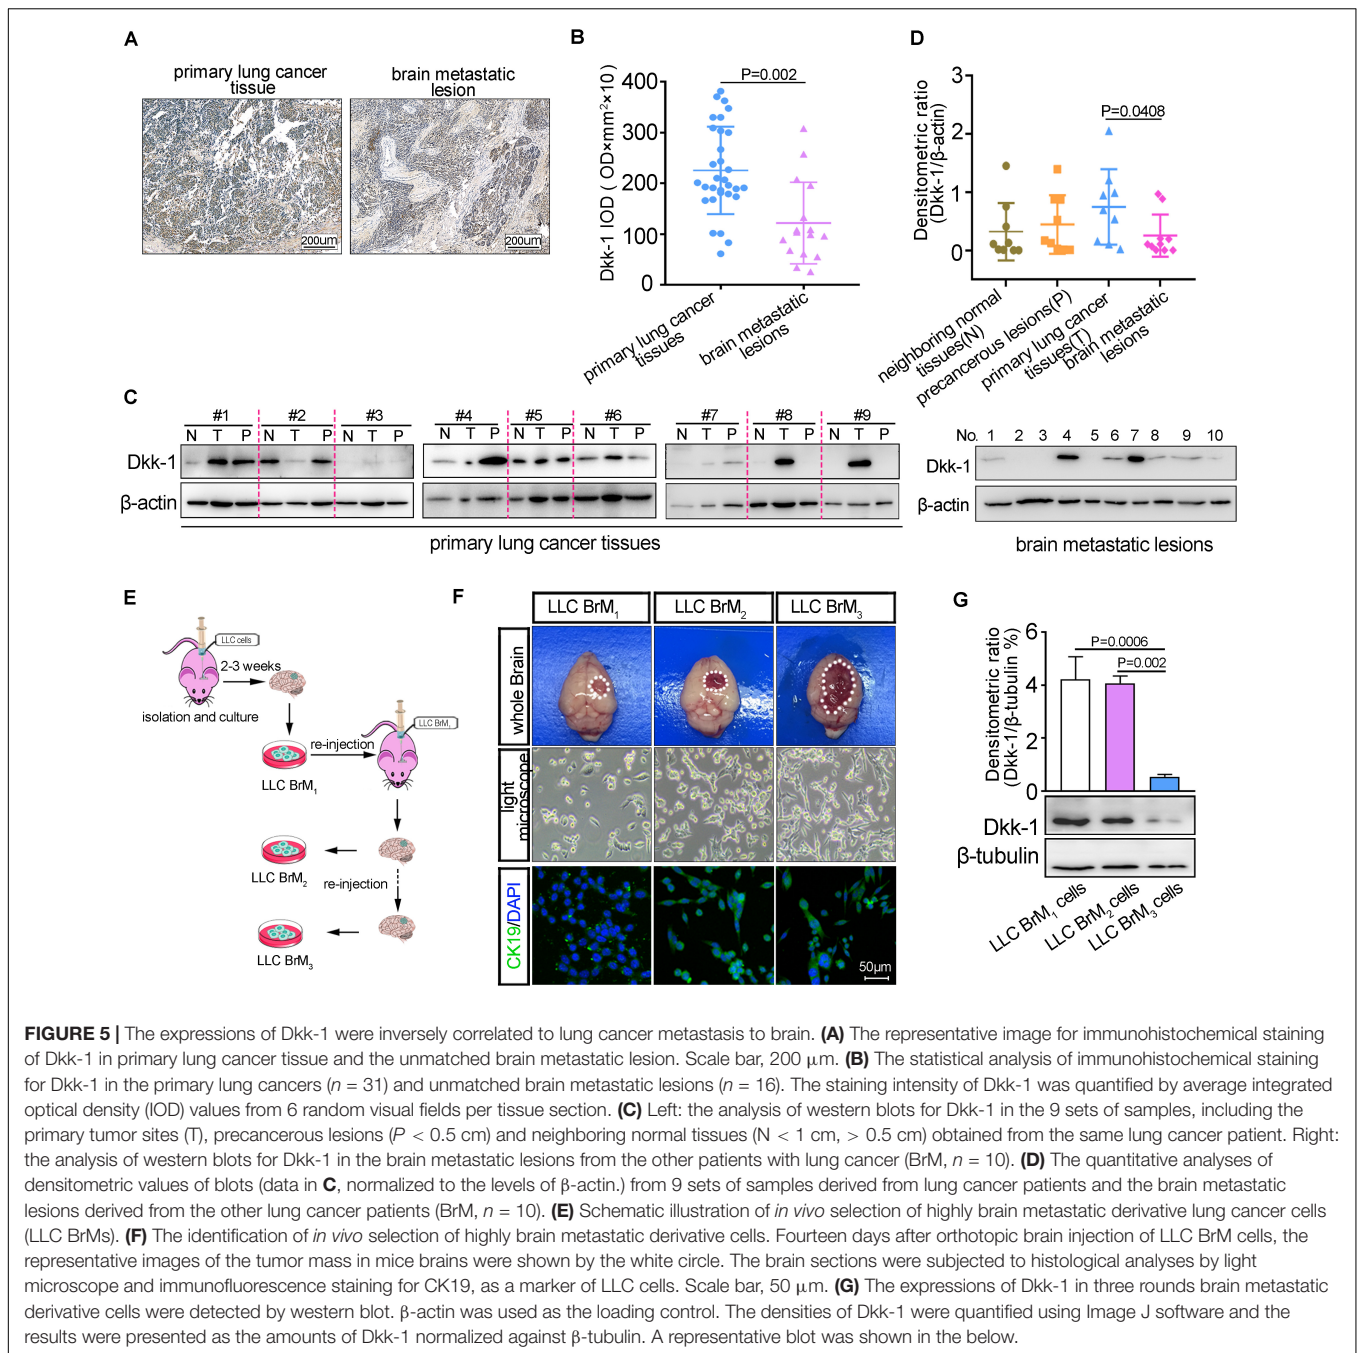 A
primary lung cancer
tissue
brain metastatic
lesion
200um
200um
B
Dkk-1 IOD ( OD×mm²×10 )
400
300
200
100
0
P=0.002
primary lung cancer
tissues
brain metastatic
lesions
D
Densitometric ratio
(Dkk-1/β-actin)
3
2
1
0
P=0.0408
neighboring normal
tissues(N)
precancerous lesions(P)
primary lung cancer
tissues(T)
brain metastatic
lesions
C
#1 #2 #3 #4 #5 #6 #7 #8 #9
N T P N T P N T P N T P N T P N T P N T P N T P N T P
Dkk-1
β-actin
primary lung cancer tissues
No. 1 2 3 4 5 6 7 8 9 10
Dkk-1
β-actin
brain metastatic lesions
E
LLC cells
2-3 weeks
isolation and culture
LLC BrM₁
re-injection
LLC BrM₁
LLC BrM₂
re-injection
LLC BrM₃
F
LLC BrM₁ LLC BrM₂ LLC BrM₃
whole Brain
light
microscope
CK19/DAPI
50μm
G
Densitometric ratio
(Dkk-1/β-tubulin %)
6
4
2
0
P=0.0006
P=0.002
Dkk-1
β-tubulin
LLC BrM₁ cells
LLC BrM₂ cells
LLC BrM₃ cells
FIGURE 5 | The expressions of Dkk-1 were inversely correlated to lung cancer metastasis to brain. (A) The representative image for immunohistochemical staining
of Dkk-1 in primary lung cancer tissue and the unmatched brain metastatic lesion. Scale bar, 200 μm. (B) The statistical analysis of immunohistochemical staining
for Dkk-1 in the primary lung cancers (n = 31) and unmatched brain metastatic lesions (n = 16). The staining intensity of Dkk-1 was quantified by average integrated
optical density (IOD) values from 6 random visual fields per tissue section. (C) Left: the analysis of western blots for Dkk-1 in the 9 sets of samples, including the
primary tumor sites (T), precancerous lesions (P < 0.5 cm) and neighboring normal tissues (N < 1 cm, > 0.5 cm) obtained from the same lung cancer patient. Right:
the analysis of western blots for Dkk-1 in the brain metastatic lesions from the other patients with lung cancer (BrM, n = 10). (D) The quantitative analyses of
densitometric values of blots (data in C, normalized to the levels of β-actin.) from 9 sets of samples derived from lung cancer patients and the brain metastatic
lesions derived from the other lung cancer patients (BrM, n = 10). (E) Schematic illustration of in vivo selection of highly brain metastatic derivative lung cancer cells
(LLC BrMs). (F) The identification of in vivo selection of highly brain metastatic derivative cells. Fourteen days after orthotopic brain injection of LLC BrM cells, the
representative images of the tumor mass in mice brains were shown by the white circle. The brain sections were subjected to histological analyses by light
microscope and immunofluorescence staining for CK19, as a marker of LLC cells. Scale bar, 50 μm. (G) The expressions of Dkk-1 in three rounds brain metastatic
derivative cells were detected by western blot. β-actin was used as the loading control. The densities of Dkk-1 were quantified using Image J software and the
results were presented as the amounts of Dkk-1 normalized against β-tubulin. A representative blot was shown in the below.